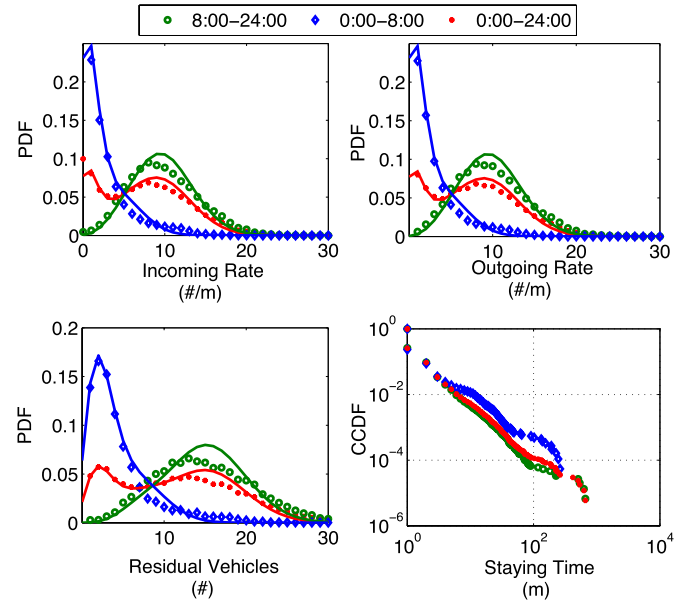 8:00−24:00 0:00−8:00 0:00−24:00
0.2
0.15
0.1
0.05
0
PDF
0 10 20 30
Incoming Rate
(#/m)
0.2
0.15
0.1
0.05
0
PDF
10 20 30
Outgoing Rate
(#/m)
0.2
0.15
0.1
0.05
0
PDF
10 20 30
Residual Vehicles
(#)
10^0
10^−2
10^−4
10^−6
CCDF
10^0 10^2 10^4
Staying Time
(m)